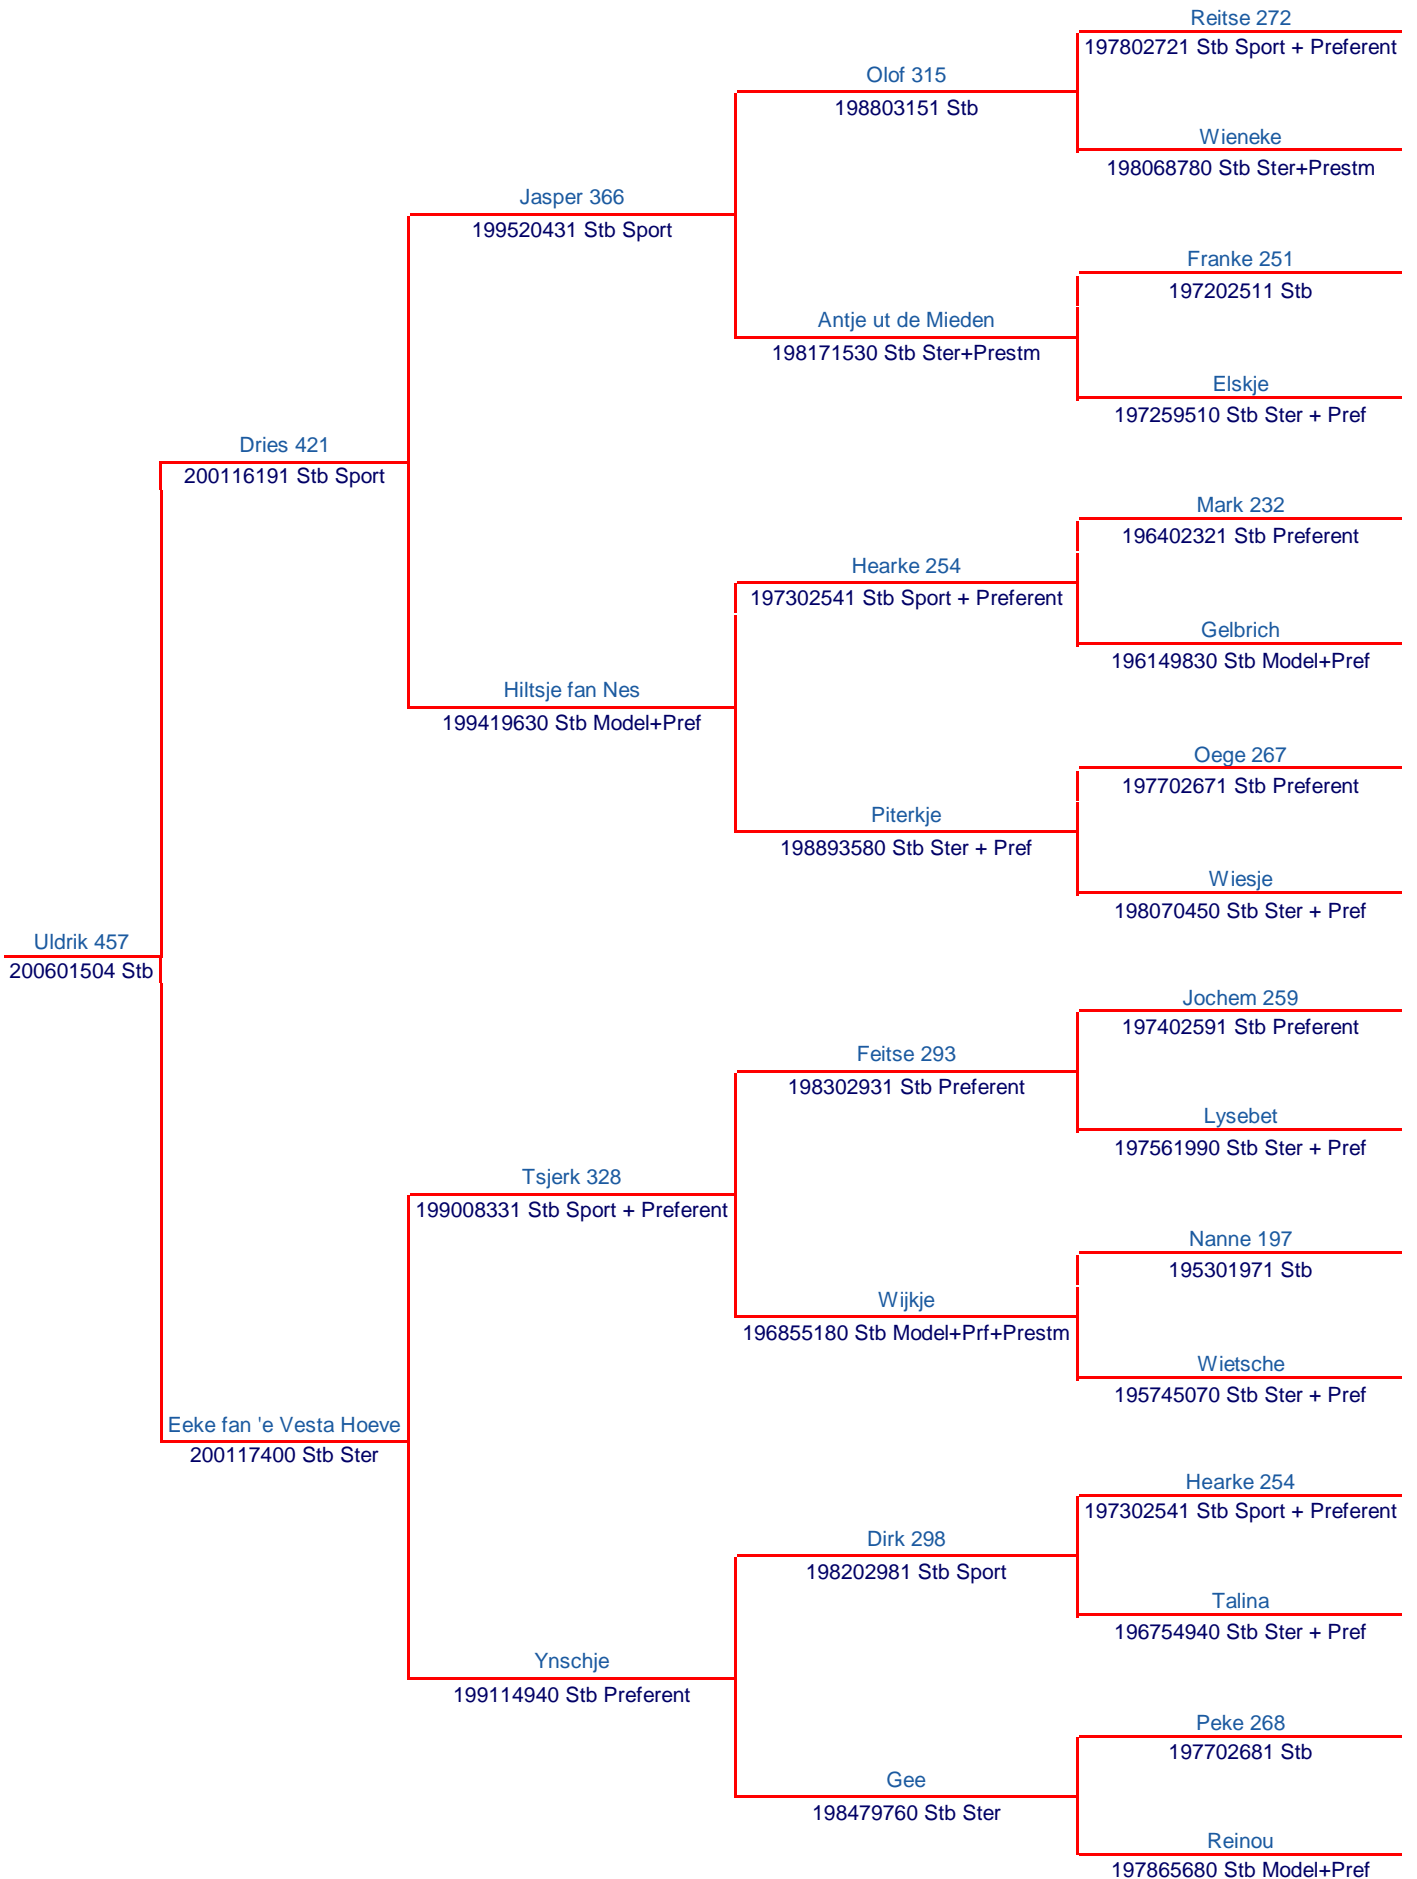 Reitse 272
197802721 Stb Sport + Preferent
Olof 315
198803151 Stb
Wieneke
198068780 Stb Ster+Prestm
Jasper 366
199520431 Stb Sport
Franke 251
197202511 Stb
Antje ut de Mieden
198171530 Stb Ster+Prestm
Elskje
197259510 Stb Ster + Pref
Dries 421
200116191 Stb Sport
Mark 232
196402321 Stb Preferent
Hearke 254
197302541 Stb Sport + Preferent
Gelbrich
196149830 Stb Model+Pref
Hiltsje fan Nes
199419630 Stb Model+Pref
Oege 267
197702671 Stb Preferent
Piterkje
198893580 Stb Ster + Pref
Wiesje
198070450 Stb Ster + Pref
Uldrik 457
200601504 Stb
Jochem 259
197402591 Stb Preferent
Feitse 293
198302931 Stb Preferent
Lysebet
197561990 Stb Ster + Pref
Tsjerk 328
199008331 Stb Sport + Preferent
Nanne 197
195301971 Stb
Wijkje
196855180 Stb Model+Prf+Prestm
Wietsche
195745070 Stb Ster + Pref
Eeke fan 'e Vesta Hoeve
200117400 Stb Ster
Hearke 254
197302541 Stb Sport + Preferent
Dirk 298
198202981 Stb Sport
Talina
196754940 Stb Ster + Pref
Ynschje
199114940 Stb Preferent
Peke 268
197702681 Stb
Gee
198479760 Stb Ster
Reinou
197865680 Stb Model+Pref